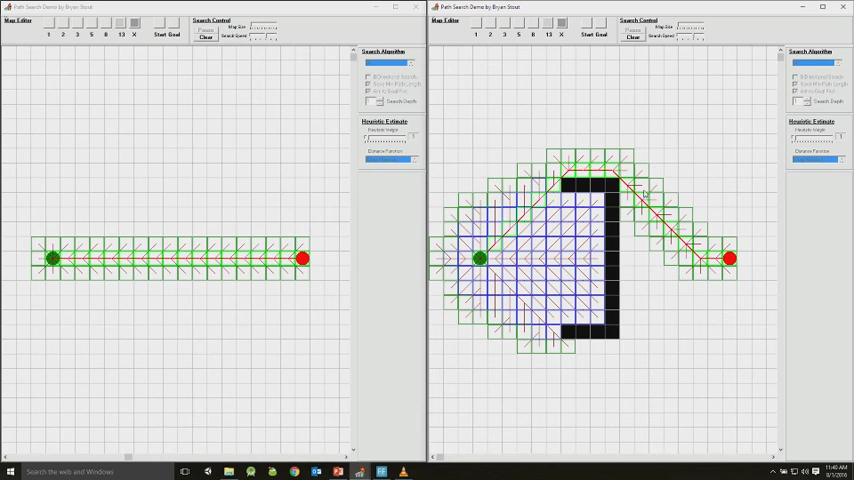 Path Search Demo by Bryan Stout
Map Editor
1 2 3 5 8 13 X
Search Control
Pause
Clear
Map Size
Search Speed
Start Goal
Search Algorithm
Search Depth
Heuristic Estimate
Heuristic Weight
Distance Function
Path Search Demo by Bryan Stout
Map Editor
1 2 3 5 8 13 X
Search Control
Pause
Clear
Map Size
Search Speed
Start Goal
Search Algorithm
Search Depth
Heuristic Estimate
Heuristic Weight
Distance Function
Search the web and Windows
11:40 AM
8/1/2016